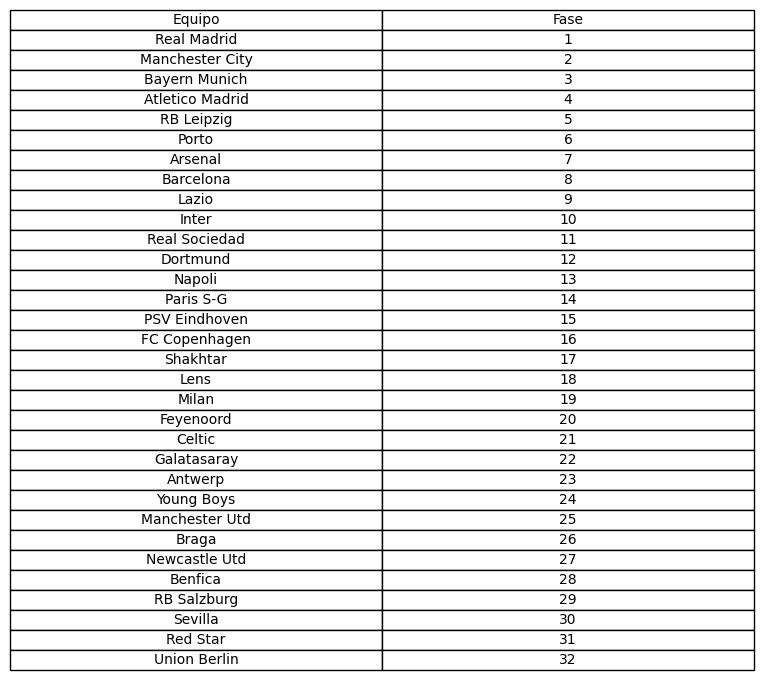 Equipo Fase
Real Madrid 1
Manchester City 2
Bayern Munich 3
Atletico Madrid 4
RB Leipzig 5
Porto 6
Arsenal 7
Barcelona 8
Lazio 9
Inter 10
Real Sociedad 11
Dortmund 12
Napoli 13
Paris S-G 14
PSV Eindhoven 15
FC Copenhagen 16
Shakhtar 17
Lens 18
Milan 19
Feyenoord 20
Celtic 21
Galatasaray 22
Antwerp 23
Young Boys 24
Manchester Utd 25
Braga 26
Newcastle Utd 27
Benfica 28
RB Salzburg 29
Sevilla 30
Red Star 31
Union Berlin 32